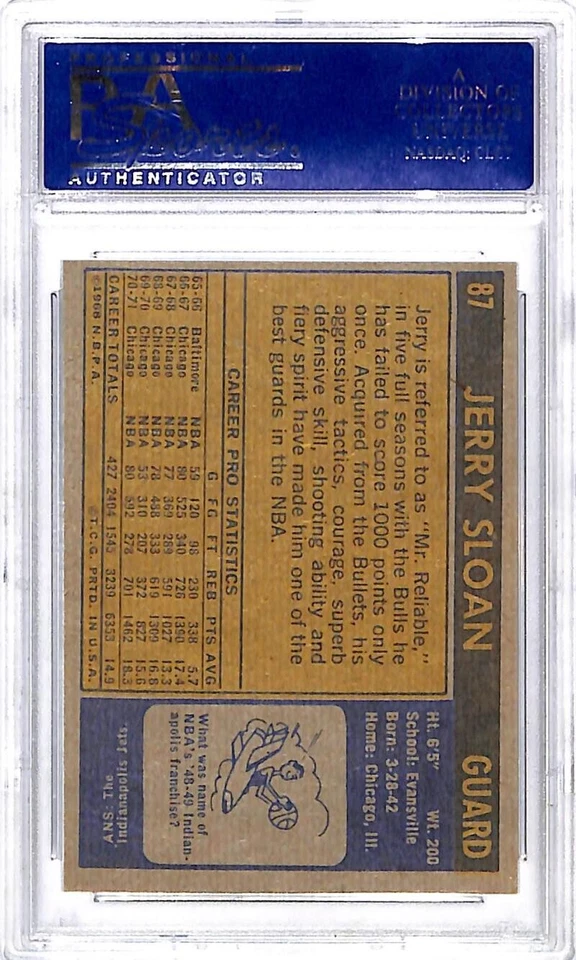 PROFESSIONAL
PSA
Sports
AUTHENTICATOR
A
DIVISION OF
COLLECTORS
UNIVERSE
NASDAQ: CLCT
87 JERRY SLOAN GUARD
Jerry is referred to as "Mr. Reliable,"
in five full seasons with the Bulls he
has failed to score 1000 points only
once. Acquired from the Bullets, his
aggressive tactics, courage, superb
defensive skill, shooting ability and
fiery spirit have made him one of the
best guards in the NBA.
Ht. 6'5" Wt. 200
School: Evansville
Born: 3-28-42
Home: Chicago, Ill.
CAREER PRO STATISTICS
G FG FT REB PTS AVG
65-66 Baltimore NBA 59 120 98 230 338 5.7
66-67 Chicago NBA 80 525 340 728 1390 17.4
67-68 Chicago NBA 77 369 289 591 1027 13.3
68-69 Chicago NBA 78 488 333 619 1309 16.8
69-70 Chicago NBA 53 310 207 372 827 15.6
70-71 Chicago NBA 80 592 278 701 1462 18.3
CAREER TOTALS 427 2404 1545 3239 6353 14.9
©1968 N.B.P.A. ©T.C.G. PRTD. IN U.S.A.
What was name of
NBA's '48-49 Indian-
apolis franchise?
ANS: The
Indianapolis Jets.